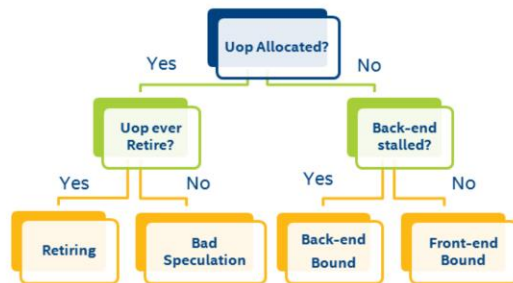 Uop Allocated?
Yes
No
Uop ever
Retire?
Back-end
stalled?
Yes
No
Yes
No
Retiring
Bad
Speculation
Back-end
Bound
Front-end
Bound